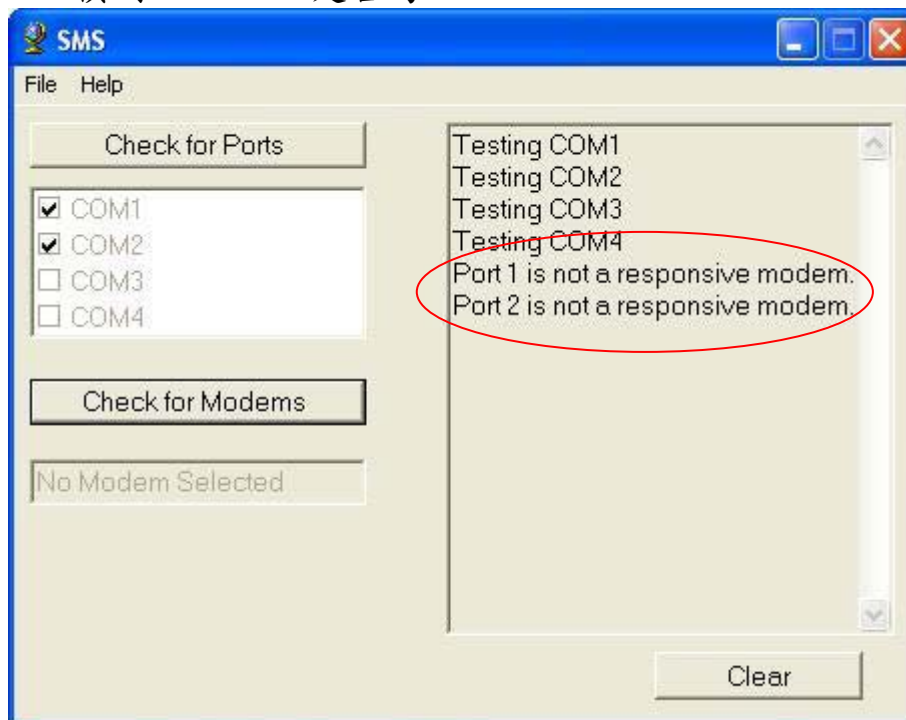 SMS
File Help
Check for Ports
COM1
COM2
COM3
COM4
Check for Modems
No Modem Selected
Testing COM1
Testing COM2
Testing COM3
Testing COM4
Port 1 is not a responsive modem.
Port 2 is not a responsive modem.
Clear